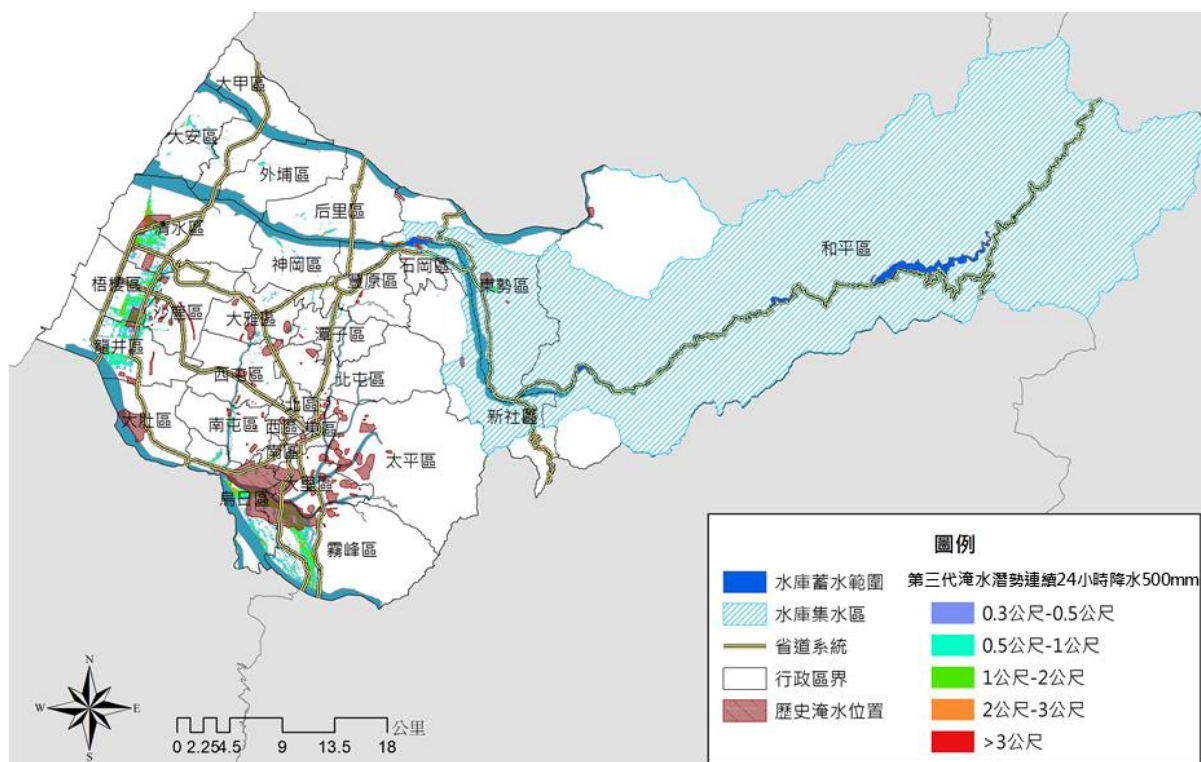 大甲區
大安區
外埔區
后里區
清水區
神岡區
石岡區
和平區
豐原區
東勢區
梧棲區
沙鹿區
大雅區
潭子區
龍井區
西屯區
北屯區
北區
新社區
大肚區
南屯區
西區
東區
南區
太平區
大里區
烏日區
霧峰區
圖例
水庫蓄水範圍
水庫集水區
省道系統
行政區界
歷史淹水位置
第三代淹水潛勢連續24小時降水500mm
0.3公尺-0.5公尺
0.5公尺-1公尺
1公尺-2公尺
2公尺-3公尺
>3公尺
N
W
E
S
公里
0 2.254.5 9 13.5 18